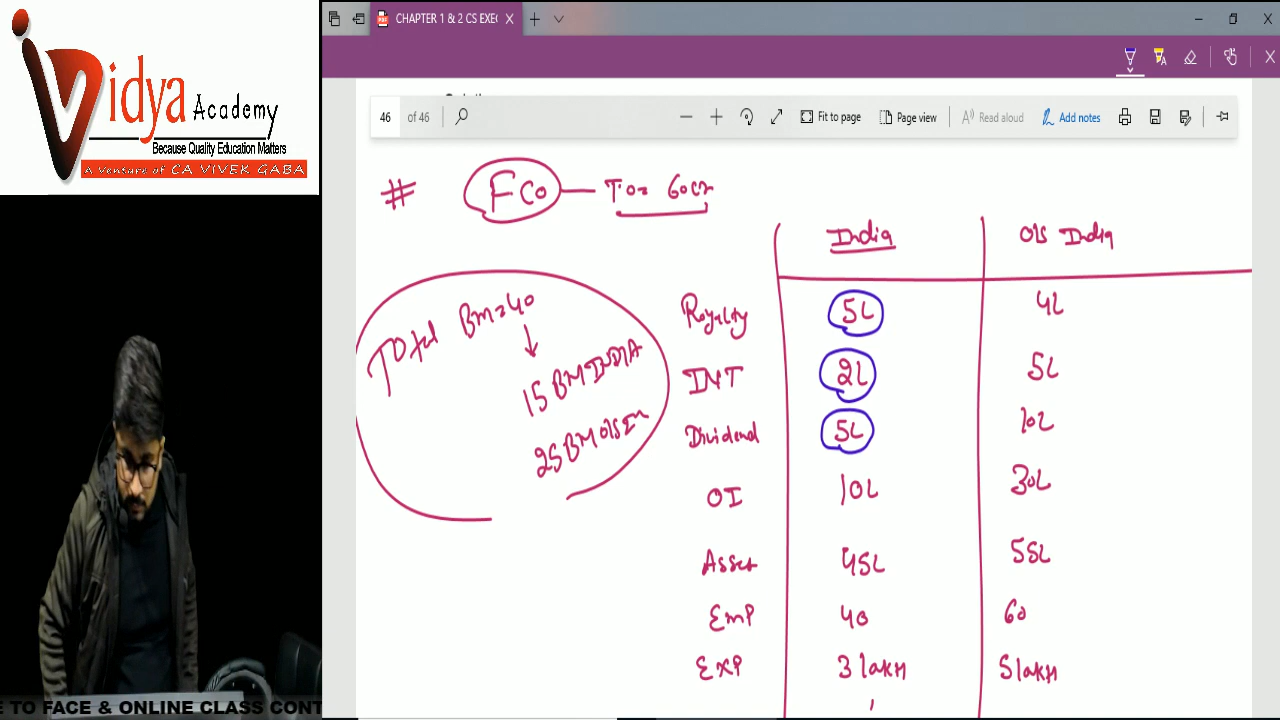 Vidya Academy
Because Quality Education Matters
A Venture of CA VIVEK GABA
CHAPTER 1 & 2 CS EXEC
46 of 46
Fit to page
Page view
Read aloud
Add notes
# FCo — T.O= 60cr
India OIS India
Total BM=40
↓
15 BM INDIA
25 BM OIS In
Royalty 5L 4L
INT 2L 5L
Dividend 5L 10L
OI 10L 30L
Asset 45L 55L
EMP 40 60
EXP 3 lakh 5 lakh
E TO FACE & ONLINE CLASS CONT